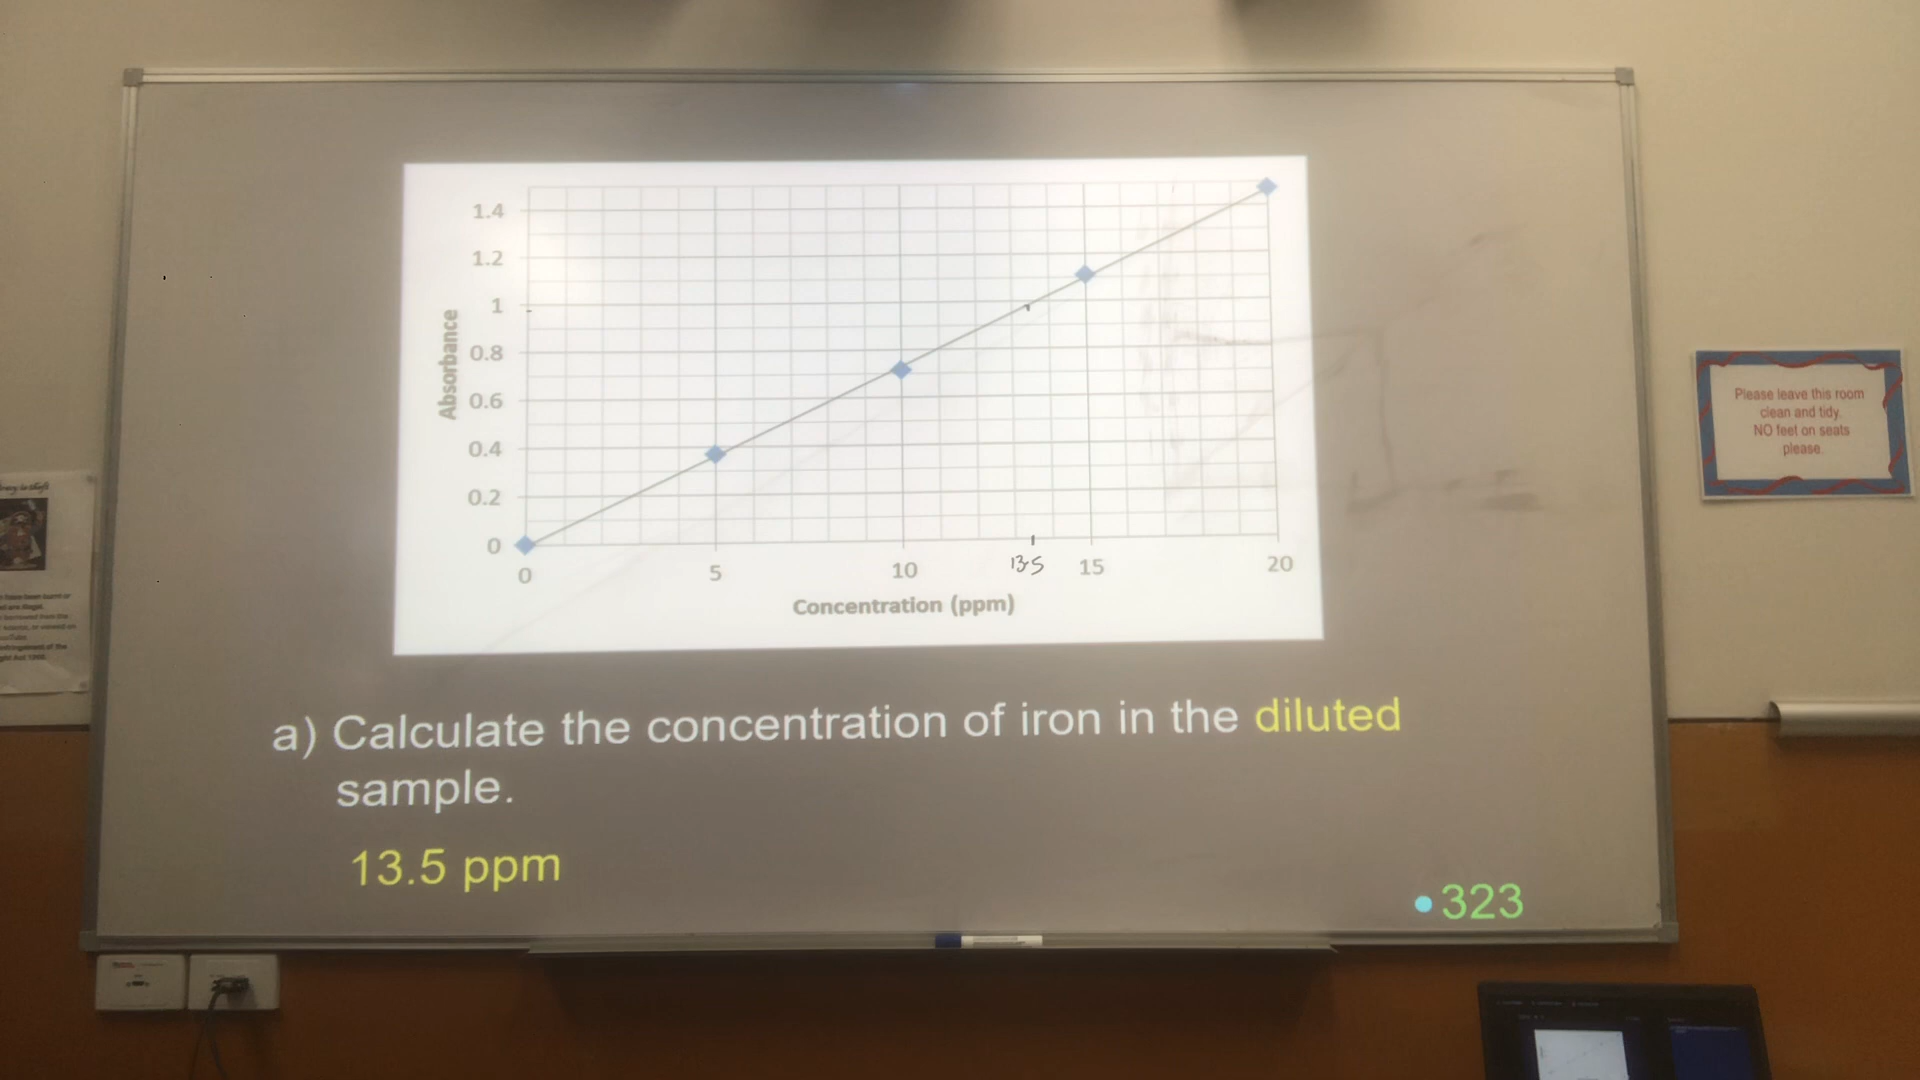 1.4
1.2
1
0.8
0.6
0.4
0.2
0
Absorbance
0
5
10
13.5
15
20
Concentration (ppm)
a) Calculate the concentration of iron in the diluted
sample.
13.5 ppm
•323
Please leave this room
clean and tidy.
NO feet on seats
please.